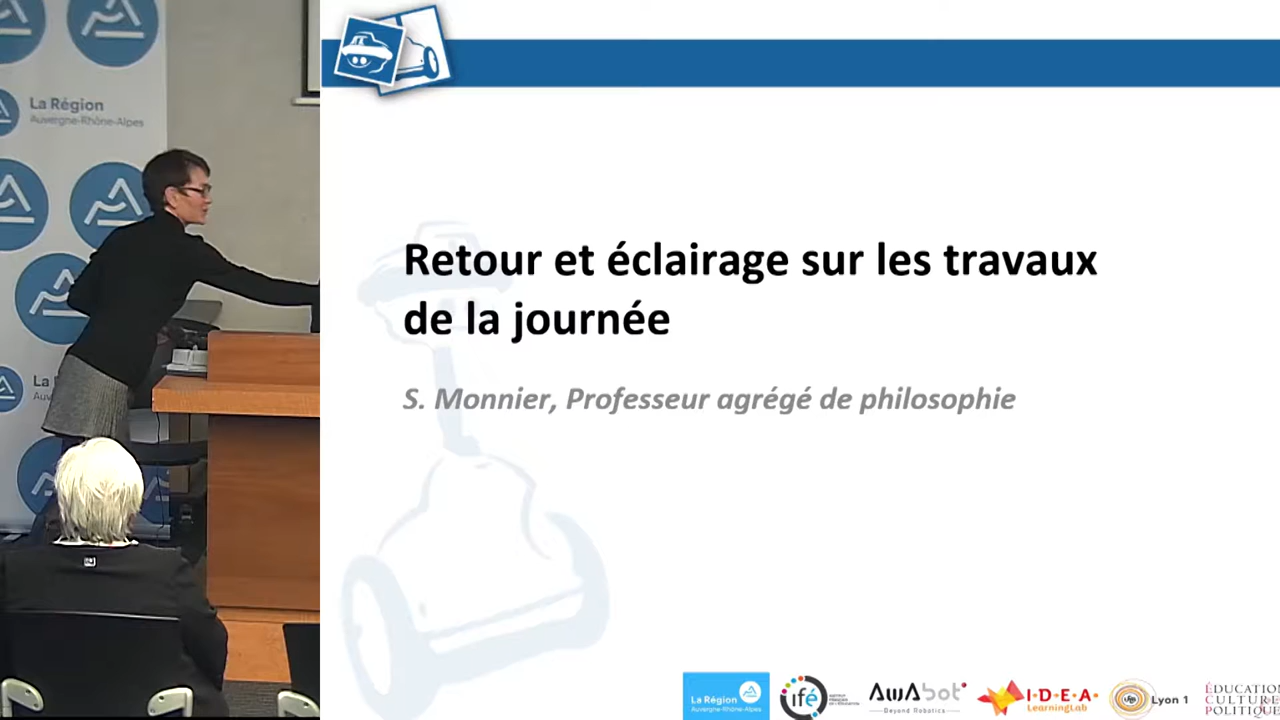 La Région
Auvergne-Rhône-Alpes
La
Retour et éclairage sur les travaux
de la journée
S. Monnier, Professeur agrégé de philosophie
La Région
Auvergne-Rhône-Alpes
ifé
AwAbot
Beyond Robotics
I·D·E·A·
LearningLab
Lyon 1
ÉDUCATION
CULTURE
POLITIQUE